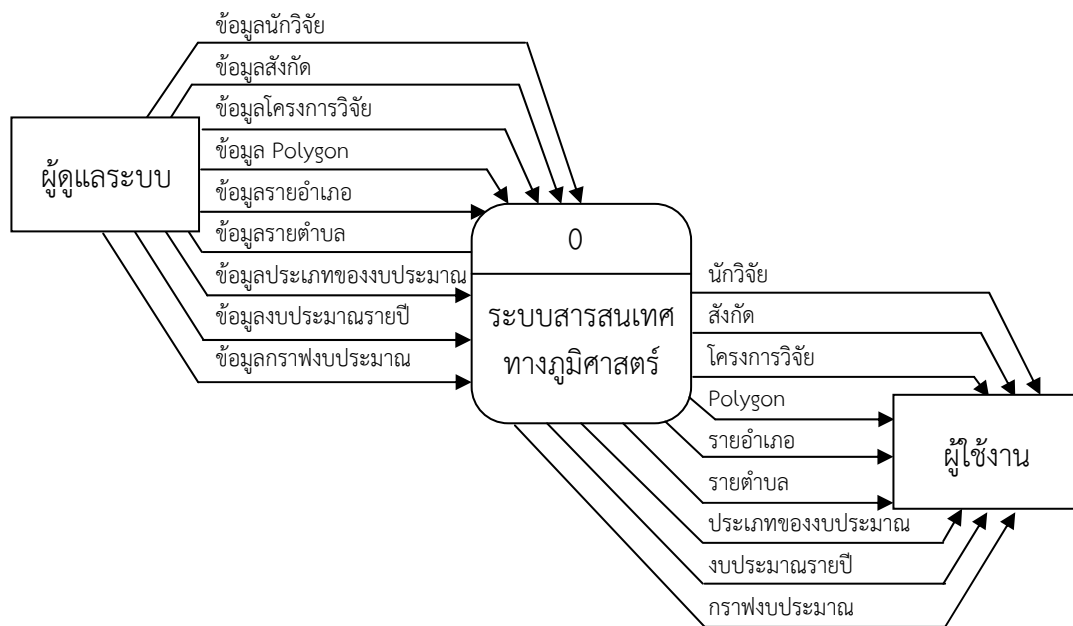 ข้อมูลนักวิจัย
ข้อมูลสังกัด
ข้อมูลโครงการวิจัย
ข้อมูล Polygon
ข้อมูลรายอำเภอ
ข้อมูลรายตำบล
ข้อมูลประเภทของงบประมาณ
ข้อมูลงบประมาณรายปี
ข้อมูลกราฟงบประมาณ
ผู้ดูแลระบบ
0
ระบบสารสนเทศ
ทางภูมิศาสตร์
นักวิจัย
สังกัด
โครงการวิจัย
Polygon
รายอำเภอ
รายตำบล
ประเภทของงบประมาณ
งบประมาณรายปี
กราฟงบประมาณ
ผู้ใช้งาน